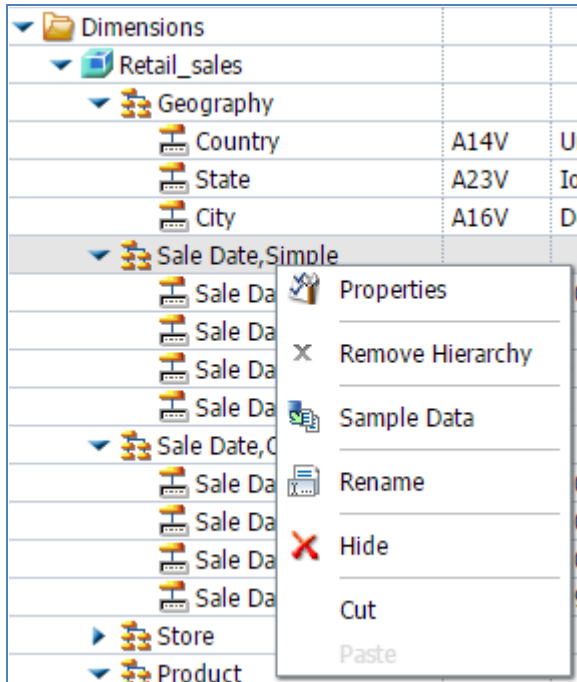 Dimensions
Retail_sales
Geography
Country A14V
State A23V
City A16V
Sale Date,Simple
Sale Da
Properties
Sale Da
Remove Hierarchy
Sale Da
Sale Da
Sample Data
Sale Date,
Sale Da
Rename
Sale Da
Sale Da
Hide
Sale Da
Cut
Store
Paste
Product